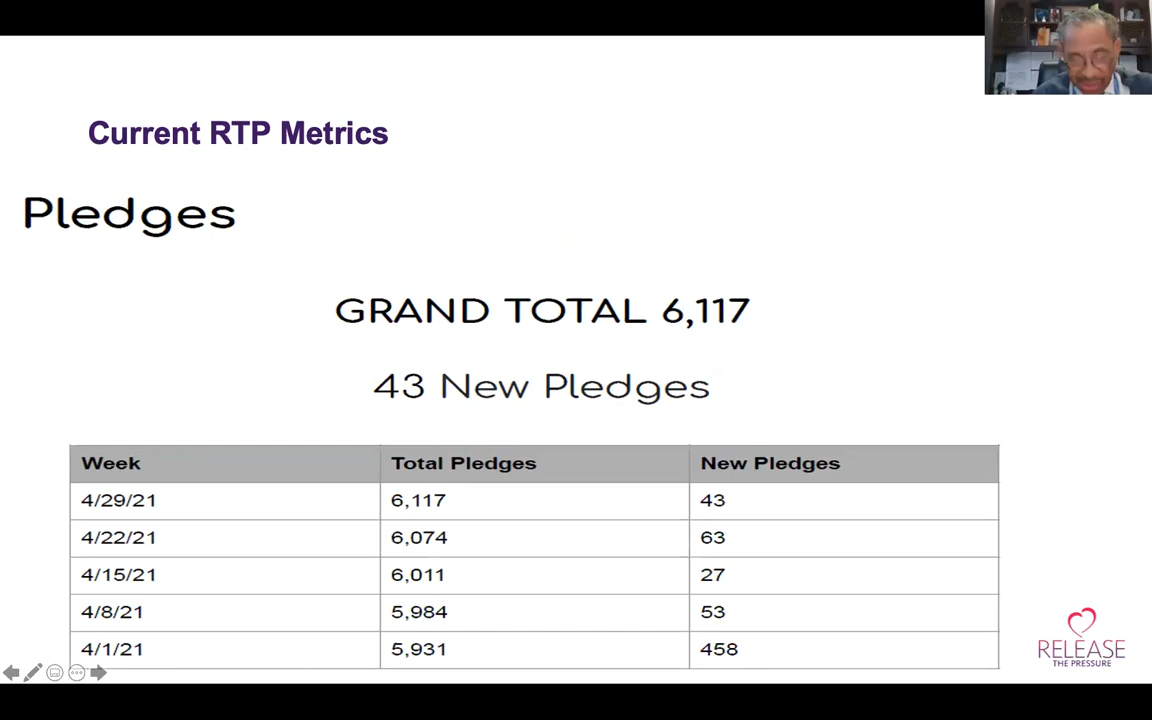 Current RTP Metrics
Pledges
GRAND TOTAL 6,117
43 New Pledges
Week Total Pledges New Pledges
4/29/21 6,117 43
4/22/21 6,074 63
4/15/21 6,011 27
4/8/21 5,984 53
4/1/21 5,931 458
RELEASE
THE PRESSURE